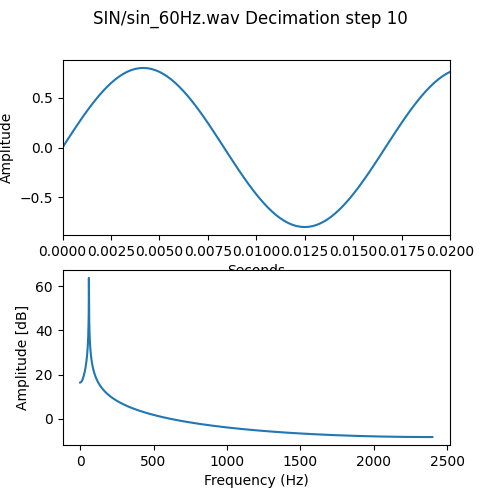 SIN/sin_60Hz.wav Decimation step 10
Amplitude
0.5
0.0
−0.5
0.0000 0.0025 0.0050 0.0075 0.0100 0.0125 0.0150 0.0175 0.0200
Seconds
Amplitude [dB]
60
40
20
0
0 500 1000 1500 2000 2500
Frequency (Hz)